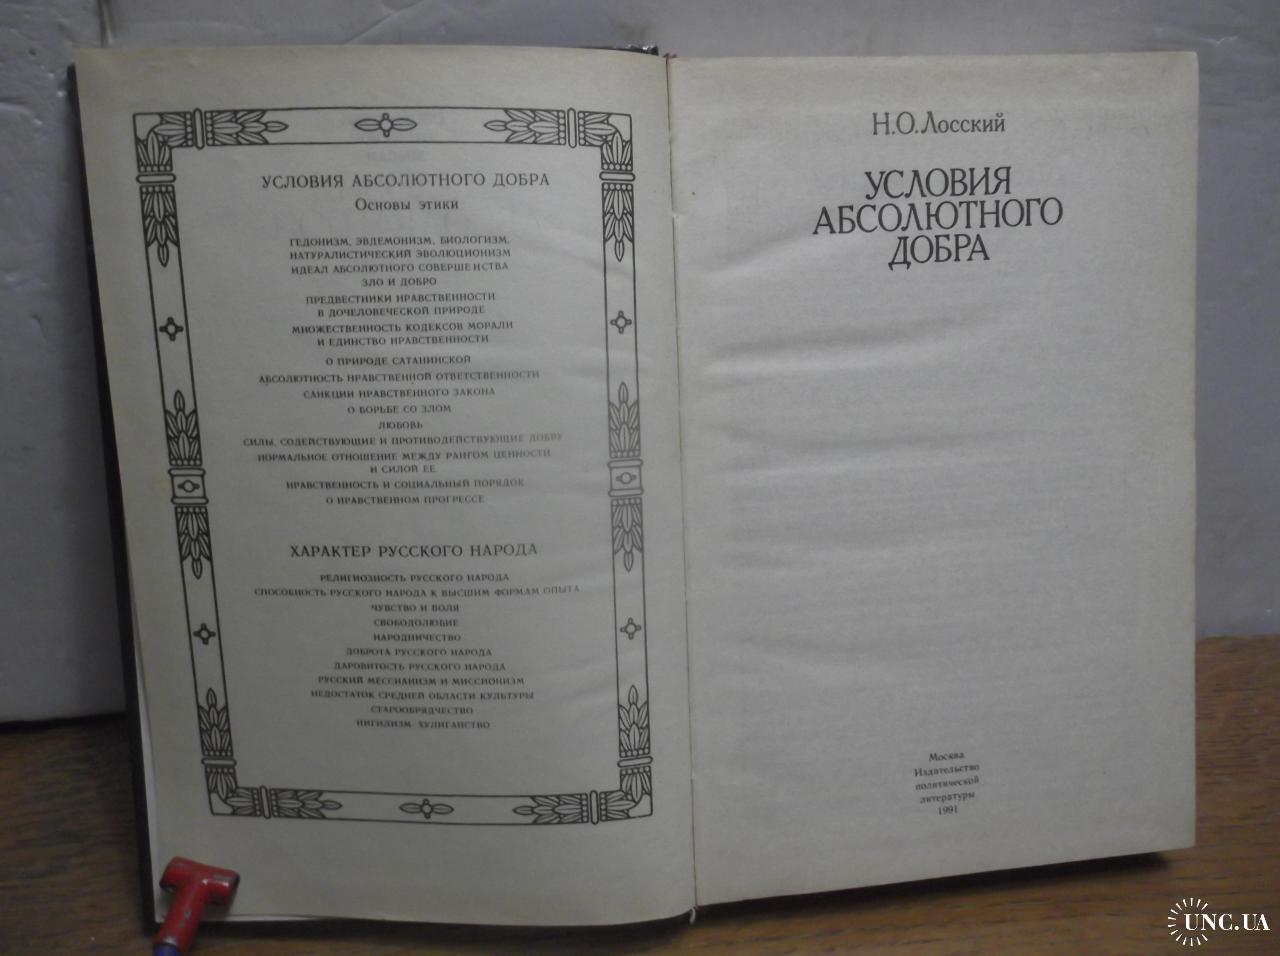 УСЛОВИЯ АБСОЛЮТНОГО ДОБРА
Основы этики
ГЕДОНИЗМ, ЭВДЕМОНИЗМ, БИОЛОГИЗМ,
НАТУРАЛИСТИЧЕСКИЙ ЭВОЛЮЦИОНИЗМ
ИДЕАЛ АБСОЛЮТНОГО СОВЕРШЕНСТВА
ЗЛО И ДОБРО
ПРЕДВЕСТНИКИ НРАВСТВЕННОСТИ
В ДОЧЕЛОВЕЧЕСКОЙ ПРИРОДЕ
МНОЖЕСТВЕННОСТЬ КОДЕКСОВ МОРАЛИ
И ЕДИНСТВО НРАВСТВЕННОСТИ
О ПРИРОДЕ САТАНИНСКОЙ
АБСОЛЮТНОСТЬ НРАВСТВЕННОЙ ОТВЕТСТВЕННОСТИ
САНКЦИИ НРАВСТВЕННОГО ЗАКОНА
О БОРЬБЕ СО ЗЛОМ
ЛЮБОВЬ
СИЛЫ, СОДЕЙСТВУЮЩИЕ И ПРОТИВОДЕЙСТВУЮЩИЕ ДОБРУ
НОРМАЛЬНОЕ ОТНОШЕНИЕ МЕЖДУ РАНГОМ ЦЕННОСТИ
И СИЛОЙ ЕЕ
НРАВСТВЕННОСТЬ И СОЦИАЛЬНЫЙ ПОРЯДОК
О НРАВСТВЕННОМ ПРОГРЕССЕ
ХАРАКТЕР РУССКОГО НАРОДА
РЕЛИГИОЗНОСТЬ РУССКОГО НАРОДА
СПОСОБНОСТЬ РУССКОГО НАРОДА К ВЫСШИМ ФОРМАМ ОПЫТА
ЧУВСТВО И ВОЛЯ
СВОБОДОЛЮБИЕ
НАРОДНИЧЕСТВО
ДОБРОТА РУССКОГО НАРОДА
ДАРОВИТОСТЬ РУССКОГО НАРОДА
РУССКИЙ МЕССИАНИЗМ И МИССИОНИЗМ
НЕДОСТАТОК СРЕДНЕЙ ОБЛАСТИ КУЛЬТУРЫ
СТАРООБРЯДЧЕСТВО
НИГИЛИЗМ. ХУЛИГАНСТВО
Н.О.Лосский
УСЛОВИЯ
АБСОЛЮТНОГО
ДОБРА
Москва
Издательство
политической
литературы
1991
UNC.UA